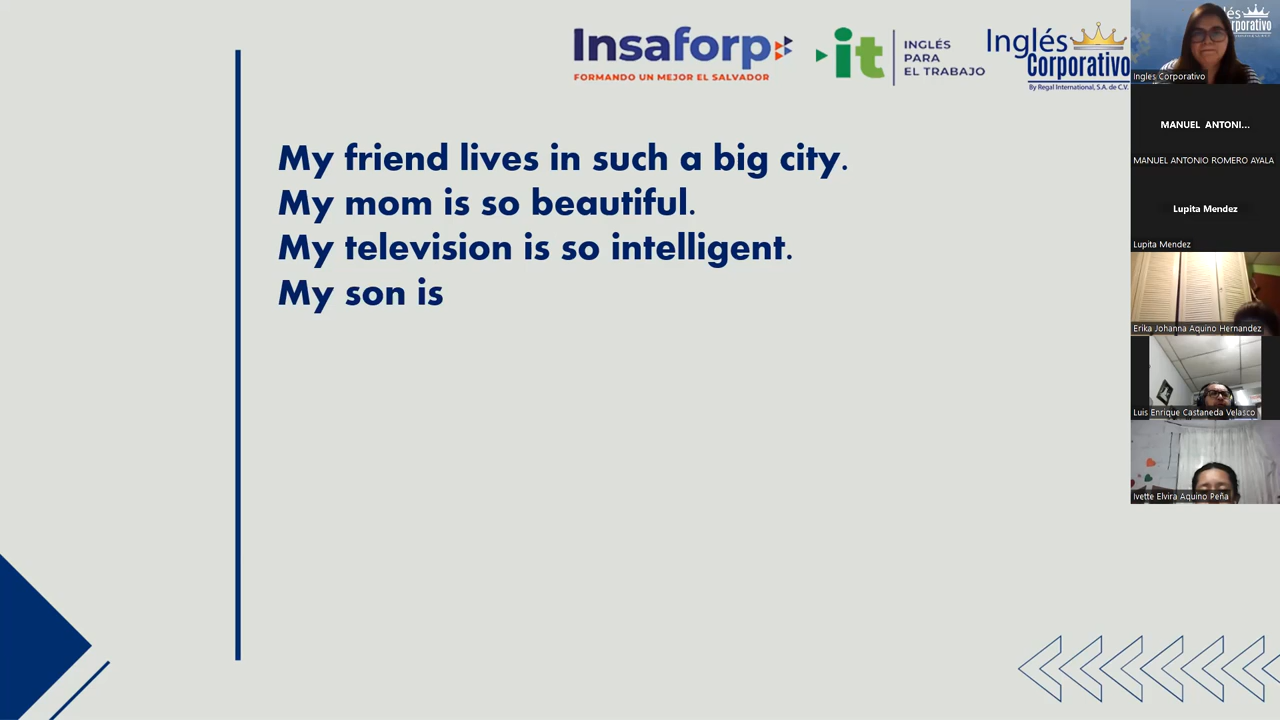 Insaforp
FORMANDO UN MEJOR EL SALVADOR
it
INGLÉS
PARA
EL TRABAJO
Inglés
Corporativo
By Regal International, S.A. de C.V.
My friend lives in such a big city.
My mom is so beautiful.
My television is so intelligent.
My son is
Ingles Corporativo
MANUEL ANTONI...
MANUEL ANTONIO ROMERO AYALA
Lupita Mendez
Lupita Mendez
Erika Johanna Aquino Hernandez
Luis Enrique Castaneda Velasco
Ivette Elvira Aquino Peña